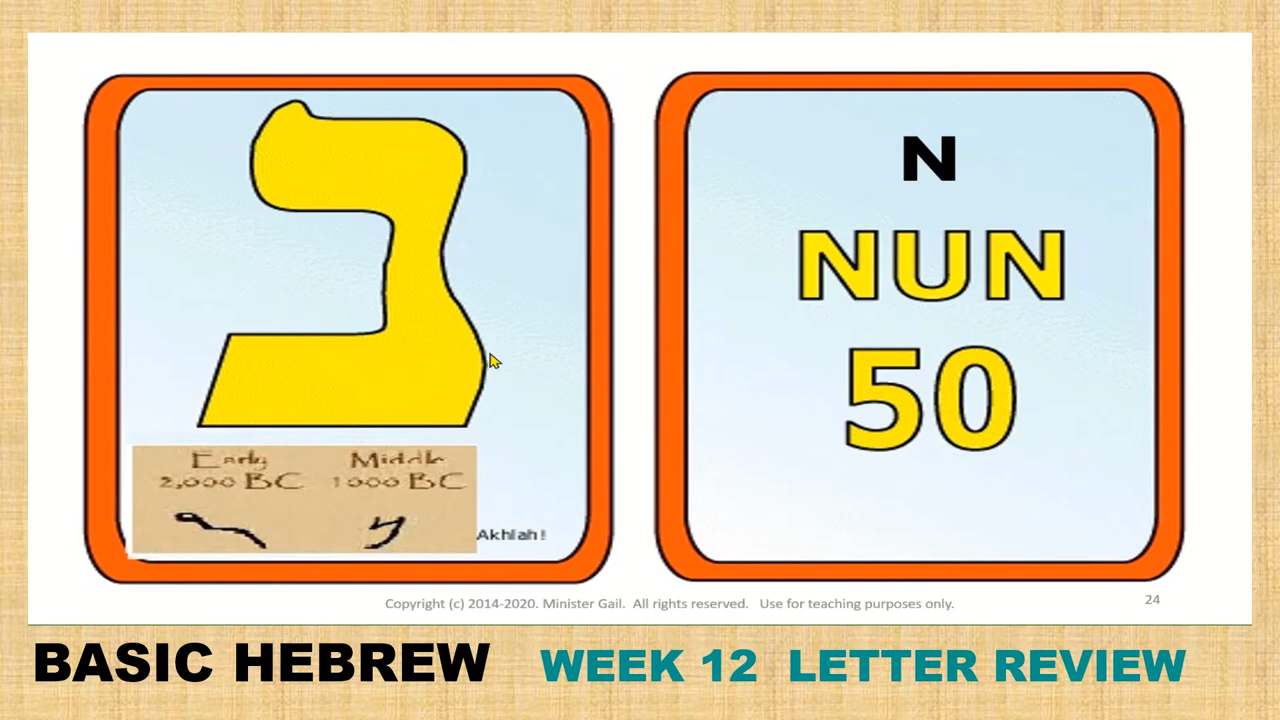 נ
Early Middle
2,000 BC 1000 BC
Akhlah!
N
NUN
50
Copyright (c) 2014-2020. Minister Gail. All rights reserved. Use for teaching purposes only.
24
BASIC HEBREW WEEK 12 LETTER REVIEW